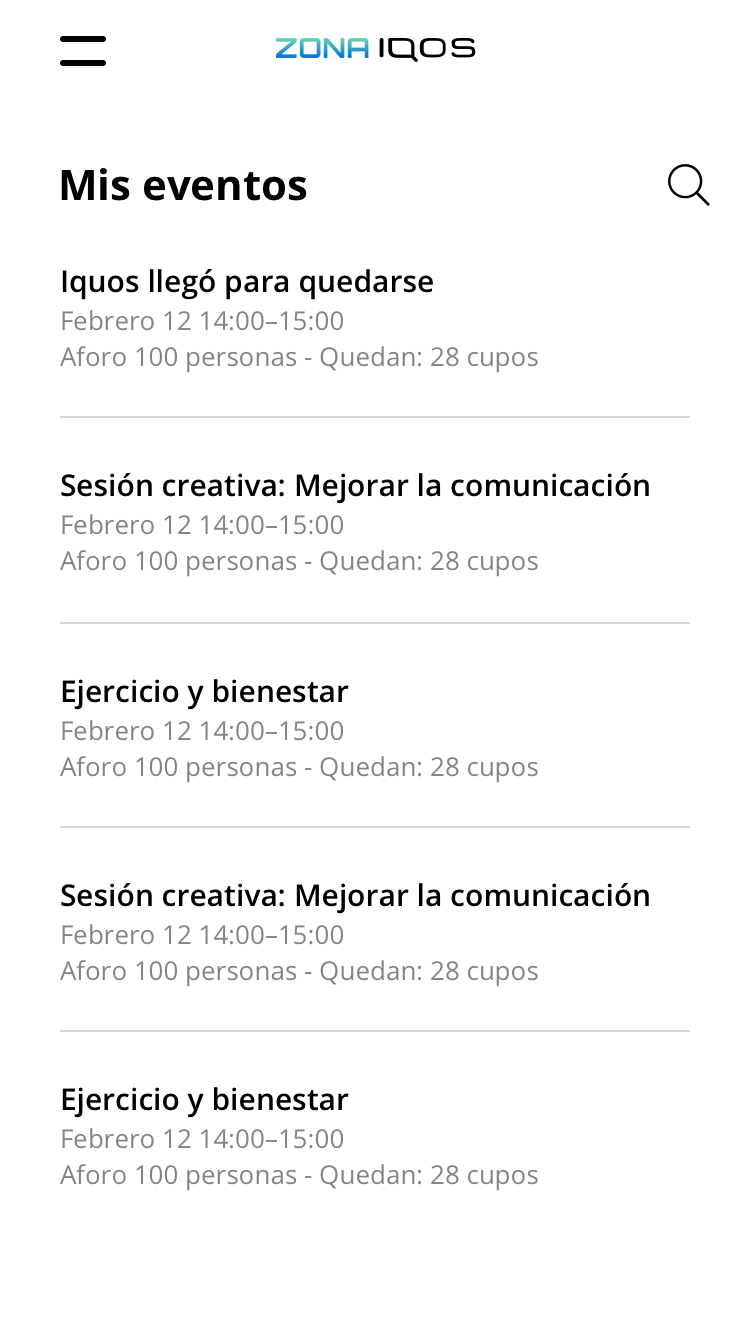 ZONA IQOS
Mis eventos
Iquos llegó para quedarse
Febrero 12 14:00–15:00
Aforo 100 personas - Quedan: 28 cupos
Sesión creativa: Mejorar la comunicación
Febrero 12 14:00–15:00
Aforo 100 personas - Quedan: 28 cupos
Ejercicio y bienestar
Febrero 12 14:00–15:00
Aforo 100 personas - Quedan: 28 cupos
Sesión creativa: Mejorar la comunicación
Febrero 12 14:00–15:00
Aforo 100 personas - Quedan: 28 cupos
Ejercicio y bienestar
Febrero 12 14:00–15:00
Aforo 100 personas - Quedan: 28 cupos